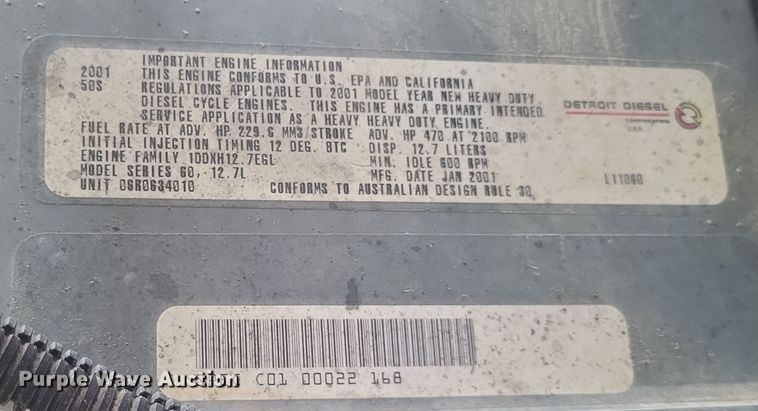 IMPORTANT ENGINE INFORMATION
2001 THIS ENGINE CONFORMS TO U.S. EPA AND CALIFORNIA
50S REGULATIONS APPLICABLE TO 2001 MODEL YEAR NEW HEAVY DUTY
DIESEL CYCLE ENGINES. THIS ENGINE HAS A PRIMARY INTENDED
SERVICE APPLICATION AS A HEAVY HEAVY DUTY ENGINE.
FUEL RATE AT ADV. HP 229.6 MM3/STROKE ADV. HP 470 AT 2100 RPM
INITIAL INJECTION TIMING 12 DEG. BTC DISP. 12.7 LITERS
ENGINE FAMILY 1DDXH12.7EGL MIN. IDLE 600 RPM
MODEL SERIES 60, 12.7L MFG. DATE JAN 2001
UNIT 06R0634010 CONFORMS TO AUSTRALIAN DESIGN RULE 30
L11060
DETROIT DIESEL
CORPORATION
USA
C01 00022 168
Purple Wave Auction